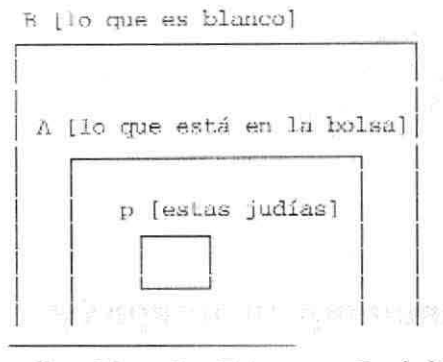 B [lo que es blanco]
A [lo que está en la bolsa]
p [estas judías]